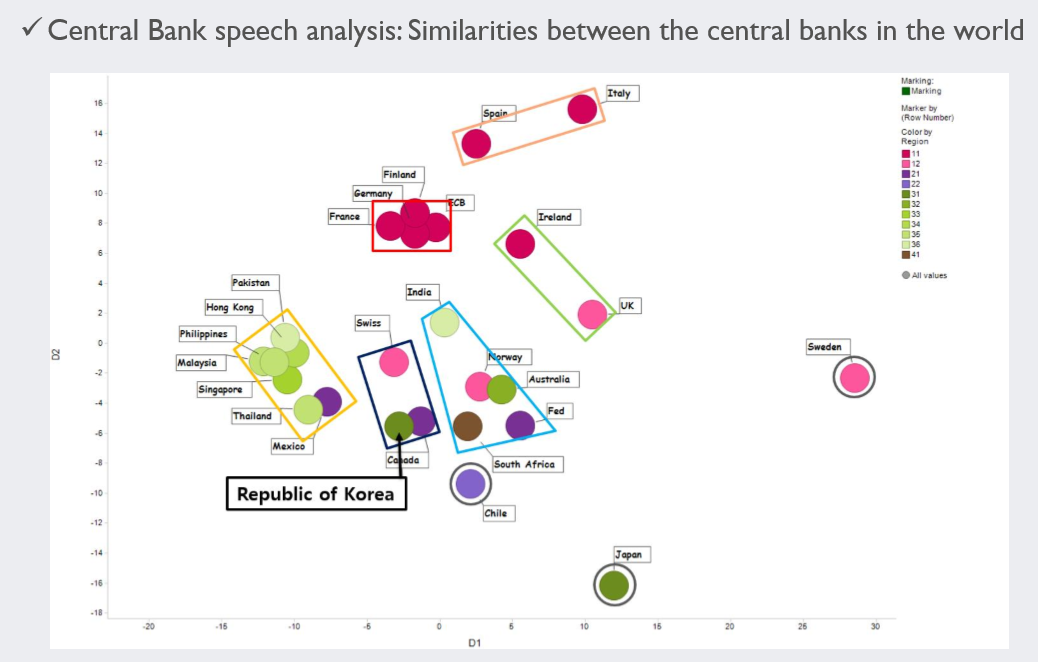 ✓ Central Bank speech analysis: Similarities between the central banks in the world
Marking:
Marking
Marker by
(Row Number)
Color by
Region
11
12
21
22
31
32
33
34
35
36
41
All values
D2
16
14
12
10
8
6
4
2
0
-2
-4
-6
-8
-10
-12
-14
-16
-18
Italy
Spain
Finland
Germany
ECB
France
Ireland
Pakistan
India
Hong Kong
UK
Swiss
Philippines
Sweden
Norway
Malaysia
Australia
Singapore
Fed
Thailand
Mexico
Canada
South Africa
Republic of Korea
Chile
Japan
-20
-15
-10
-5
0
5
10
15
20
25
30
D1